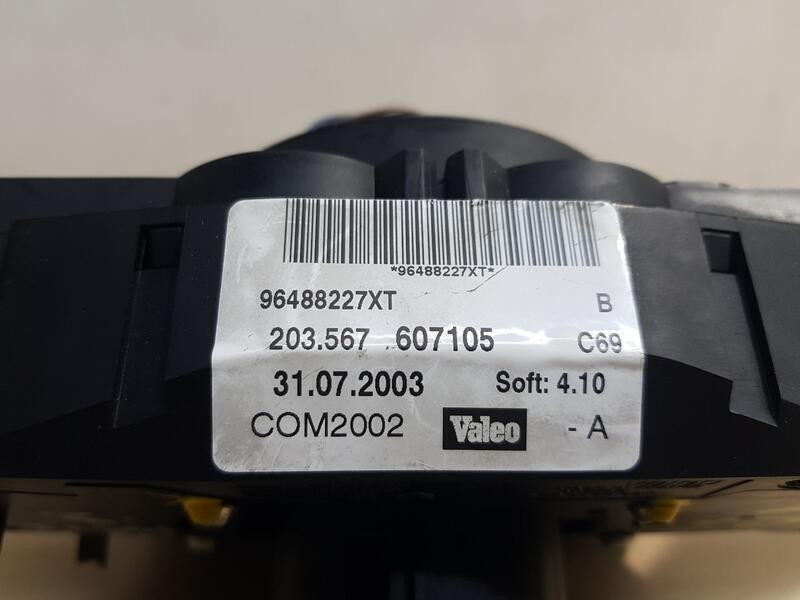 *96488227XT*
96488227XT B
203.567 607105 C69
31.07.2003 Soft: 4.10
COM2002 Valeo - A